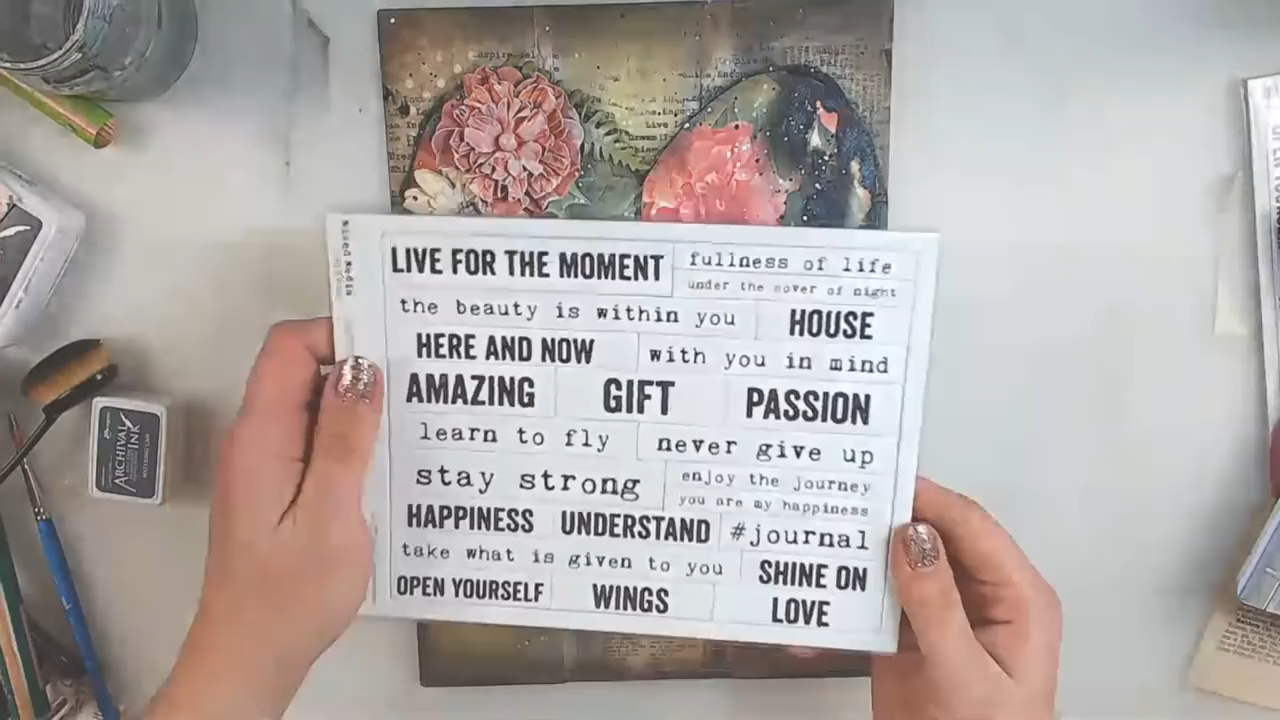 Mixed Media
LIVE FOR THE MOMENT
fullness of life
under the cover of night
the beauty is within you
HOUSE
HERE AND NOW
with you in mind
AMAZING
GIFT
PASSION
learn to fly
never give up
stay strong
enjoy the journey
you are my happiness
HAPPINESS
UNDERSTAND
#journal
take what is given to you
SHINE ON
OPEN YOURSELF
WINGS
LOVE
ARCHIVAL
INK